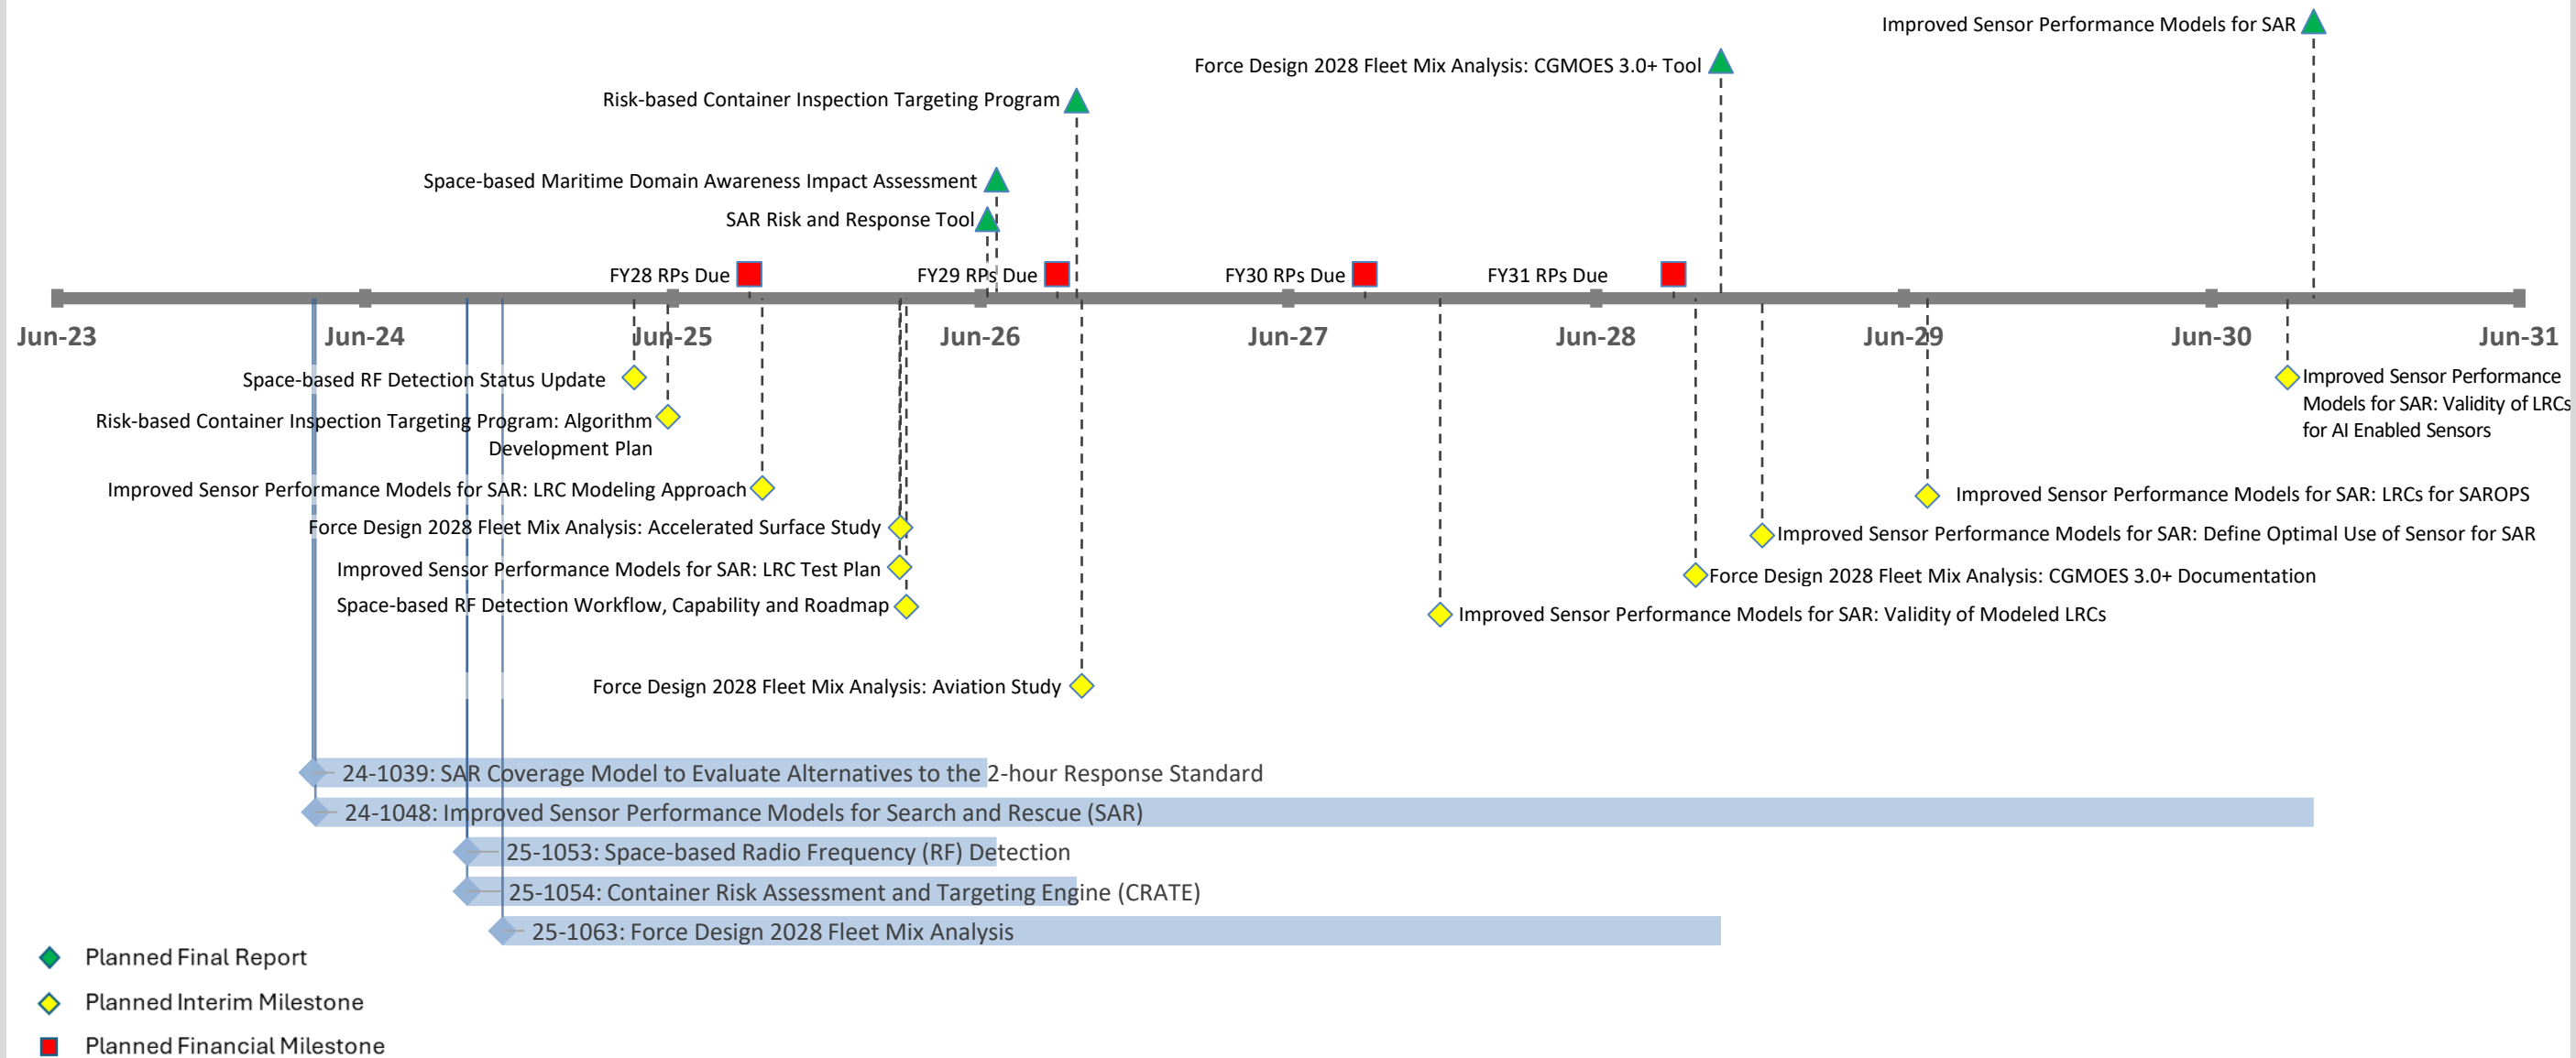 Improved Sensor Performance Models for SAR
Force Design 2028 Fleet Mix Analysis: CGMOES 3.0+ Tool
Risk-based Container Inspection Targeting Program
Space-based Maritime Domain Awareness Impact Assessment
SAR Risk and Response Tool
FY28 RPs Due
FY29 RPs Due
FY30 RPs Due
FY31 RPs Due
Jun-23
Jun-24
Jun-25
Jun-26
Jun-27
Jun-28
Jun-29
Jun-30
Jun-31
Space-based RF Detection Status Update
Risk-based Container Inspection Targeting Program: Algorithm
Development Plan
Improved Sensor Performance
Models for SAR: Validity of LRCs
for AI Enabled Sensors
Improved Sensor Performance Models for SAR: LRC Modeling Approach
Improved Sensor Performance Models for SAR: LRCs for SAROPS
Force Design 2028 Fleet Mix Analysis: Accelerated Surface Study
Improved Sensor Performance Models for SAR: Define Optimal Use of Sensor for SAR
Improved Sensor Performance Models for SAR: LRC Test Plan
Force Design 2028 Fleet Mix Analysis: CGMOES 3.0+ Documentation
Space-based RF Detection Workflow, Capability and Roadmap
Improved Sensor Performance Models for SAR: Validity of Modeled LRCs
Force Design 2028 Fleet Mix Analysis: Aviation Study
24-1039: SAR Coverage Model to Evaluate Alternatives to the 2-hour Response Standard
24-1048: Improved Sensor Performance Models for Search and Rescue (SAR)
25-1053: Space-based Radio Frequency (RF) Detection
25-1054: Container Risk Assessment and Targeting Engine (CRATE)
25-1063: Force Design 2028 Fleet Mix Analysis
Planned Final Report
Planned Interim Milestone
Planned Financial Milestone